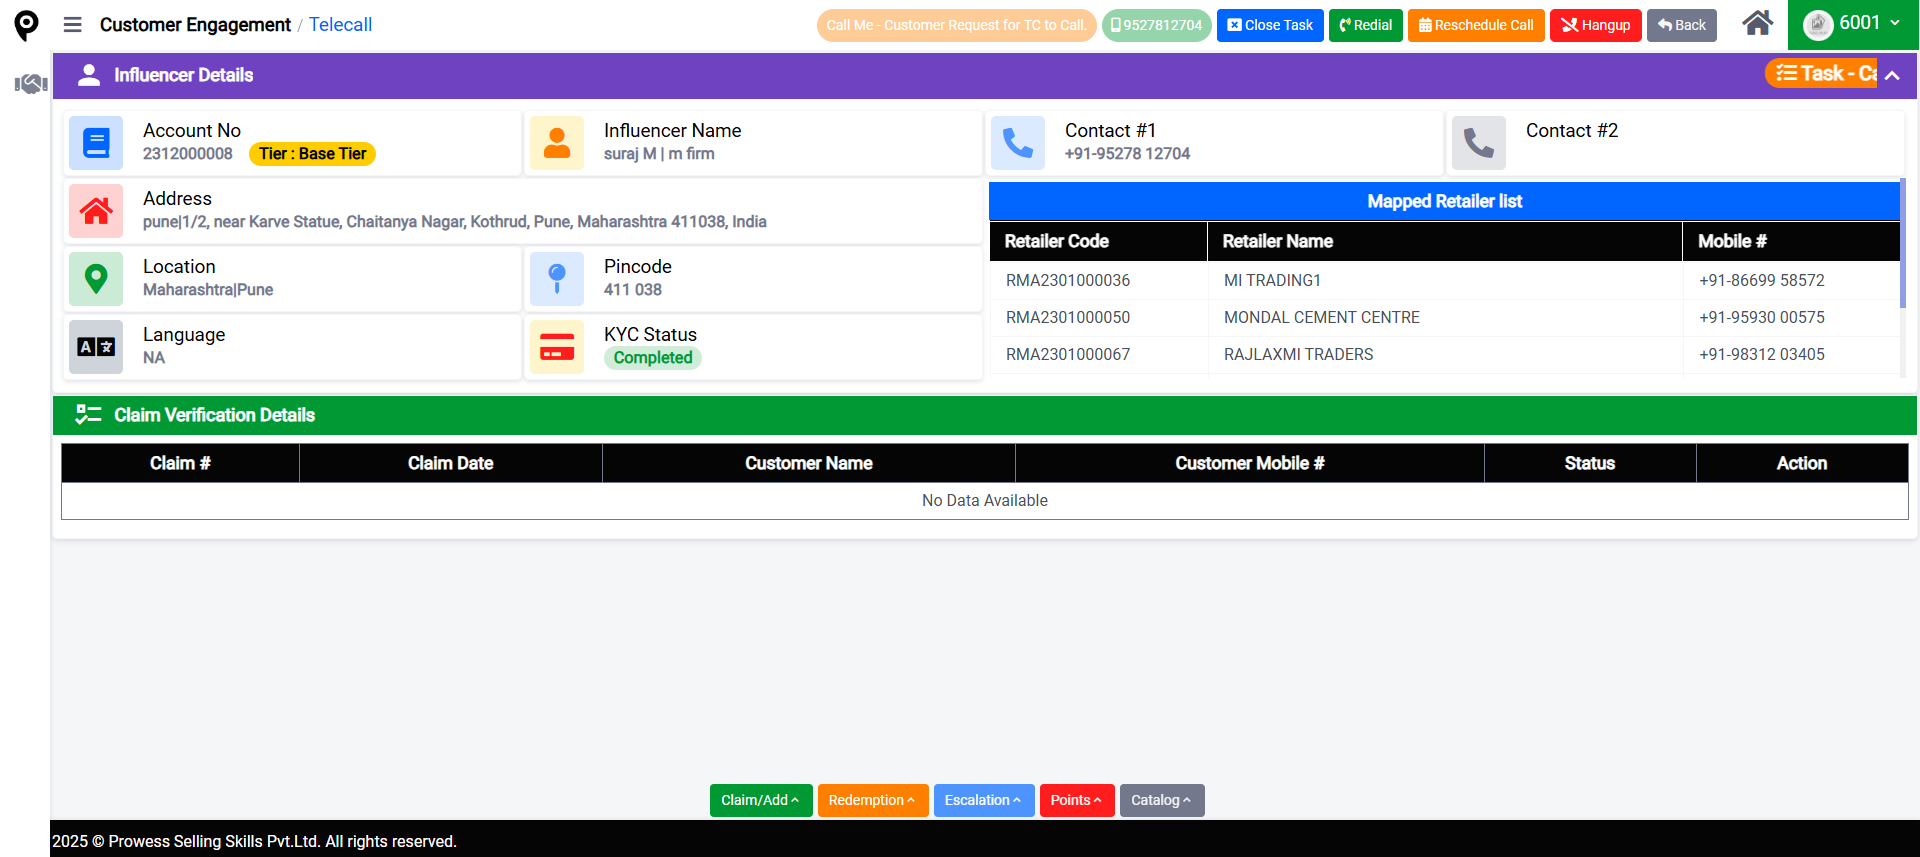 Customer Engagement / Telecall
Call Me - Customer Request for TC to Call.
9527812704
Close Task
Redial
Reschedule Call
Hangup
Back
6001
Influencer Details
Task - Ca
Account No
2312000008 Tier : Base Tier
Influencer Name
suraj M | m firm
Contact #1
+91-95278 12704
Contact #2
Address
pune|1/2, near Karve Statue, Chaitanya Nagar, Kothrud, Pune, Maharashtra 411038, India
Location
Maharashtra|Pune
Pincode
411 038
Language
NA
KYC Status
Completed
Mapped Retailer list
Retailer Code Retailer Name Mobile #
RMA2301000036 MI TRADING1 +91-86699 58572
RMA2301000050 MONDAL CEMENT CENTRE +91-95930 00575
RMA2301000067 RAJLAXMI TRADERS +91-98312 03405
Claim Verification Details
Claim # Claim Date Customer Name Customer Mobile # Status Action
No Data Available
Claim/Add
Redemption
Escalation
Points
Catalog
2025 © Prowess Selling Skills Pvt.Ltd. All rights reserved.